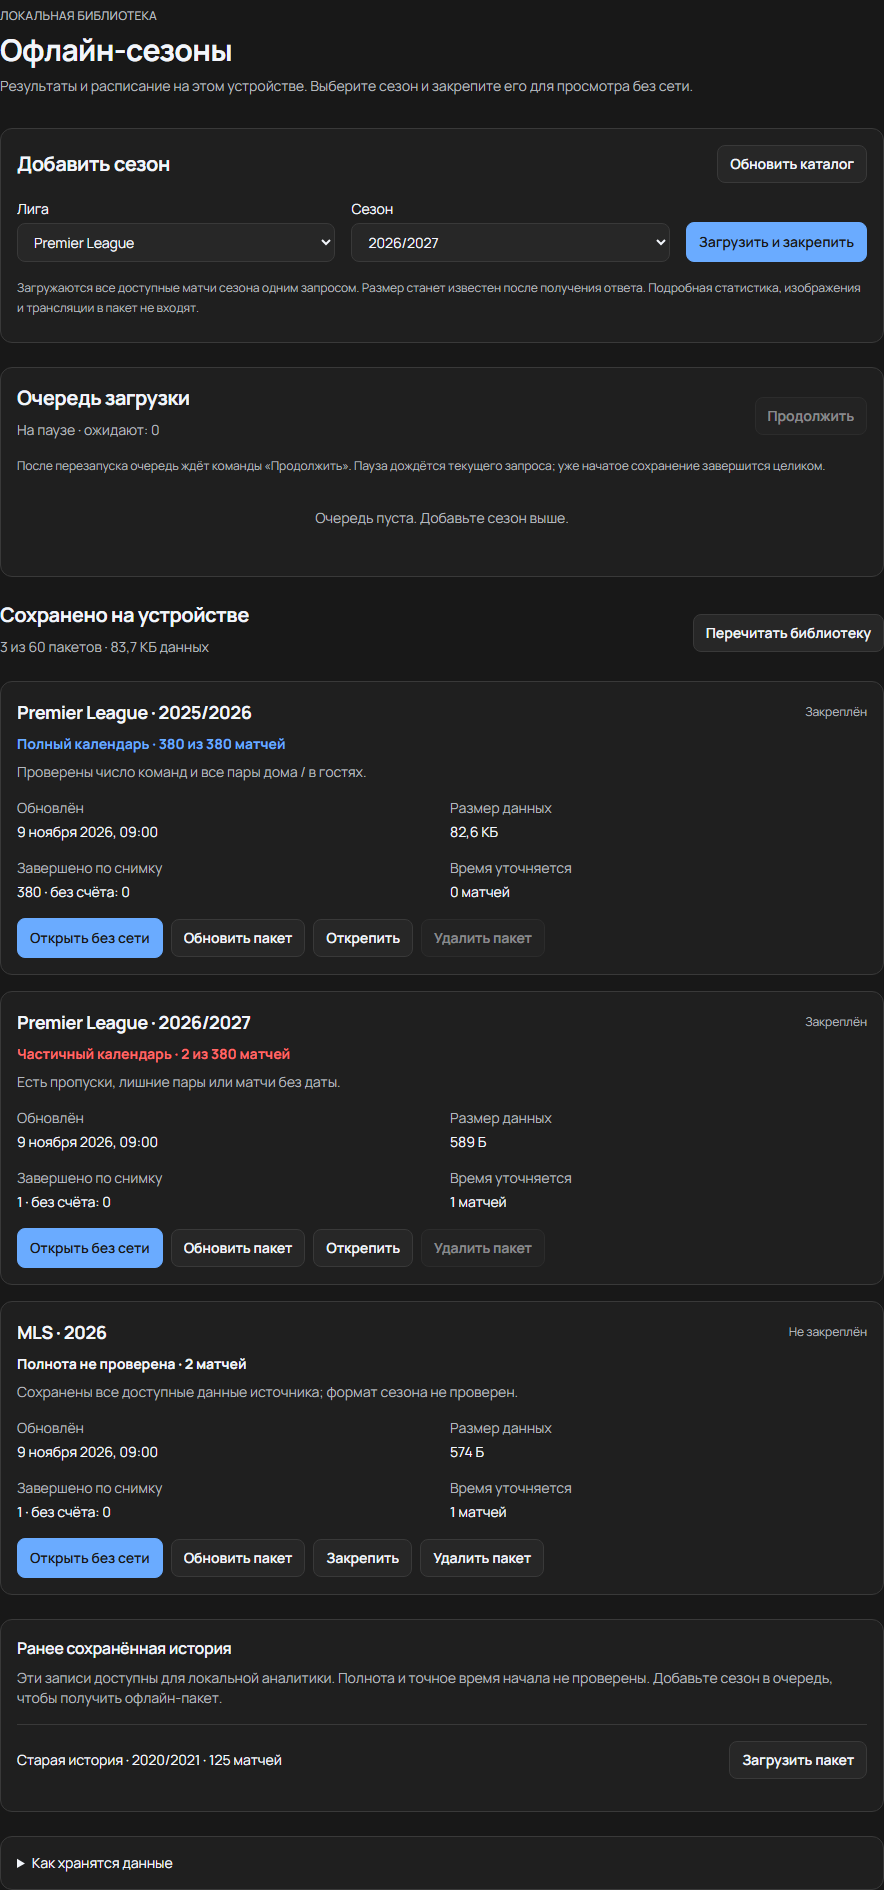 ЛОКАЛЬНАЯ БИБЛИОТЕКА
Офлайн-сезоны
Результаты и расписание на этом устройстве. Выберите сезон и закрепите его для просмотра без сети.
Добавить сезон
Обновить каталог
Лига
Сезон
Premier League
2026/2027
Загрузить и закрепить
Загружаются все доступные матчи сезона одним запросом. Размер станет известен после получения ответа. Подробная статистика, изображения
и трансляции в пакет не входят.
Очередь загрузки
На паузе · ожидают: 0
Продолжить
После перезапуска очередь ждёт команды «Продолжить». Пауза дождётся текущего запроса; уже начатое сохранение завершится целиком.
Очередь пуста. Добавьте сезон выше.
Сохранено на устройстве
3 из 60 пакетов · 83,7 КБ данных
Перечитать библиотеку
Premier League · 2025/2026
Закреплён
Полный календарь · 380 из 380 матчей
Проверены число команд и все пары дома / в гостях.
Обновлён
Размер данных
9 ноября 2026, 09:00
82,6 КБ
Завершено по снимку
Время уточняется
380 · без счёта: 0
0 матчей
Открыть без сети
Обновить пакет
Открепить
Удалить пакет
Premier League · 2026/2027
Закреплён
Частичный календарь · 2 из 380 матчей
Есть пропуски, лишние пары или матчи без даты.
Обновлён
Размер данных
9 ноября 2026, 09:00
589 Б
Завершено по снимку
Время уточняется
1 · без счёта: 0
1 матчей
Открыть без сети
Обновить пакет
Открепить
Удалить пакет
MLS · 2026
Не закреплён
Полнота не проверена · 2 матчей
Сохранены все доступные данные источника; формат сезона не проверен.
Обновлён
Размер данных
9 ноября 2026, 09:00
574 Б
Завершено по снимку
Время уточняется
1 · без счёта: 0
1 матчей
Открыть без сети
Обновить пакет
Закрепить
Удалить пакет
Ранее сохранённая история
Эти записи доступны для локальной аналитики. Полнота и точное время начала не проверены. Добавьте сезон в очередь,
чтобы получить офлайн-пакет.
Старая история · 2020/2021 · 125 матчей
Загрузить пакет
Как хранятся данные